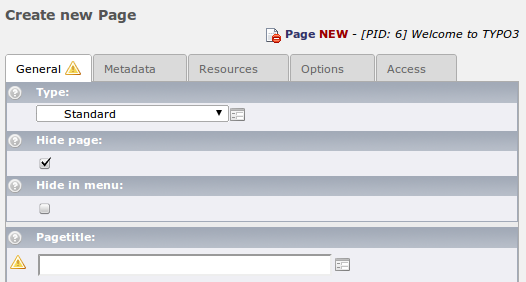 Create new Page
Page NEW - [PID: 6] Welcome to TYPO3
General Metadata Resources Options Access
Type:
Standard
Hide page:
Hide in menu:
Pagetitle: